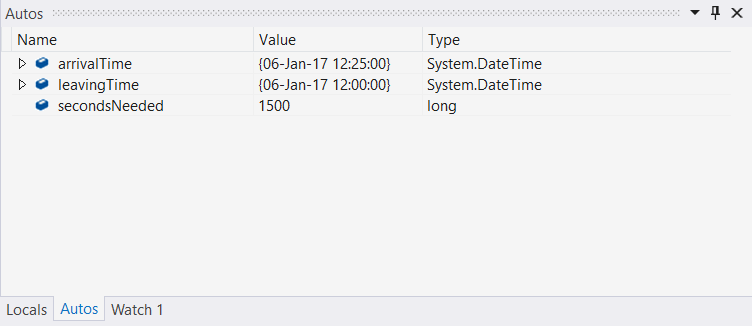 Autos
Name Value Type
arrivalTime {06-Jan-17 12:25:00} System.DateTime
leavingTime {06-Jan-17 12:00:00} System.DateTime
secondsNeeded 1500 long
Locals Autos Watch 1